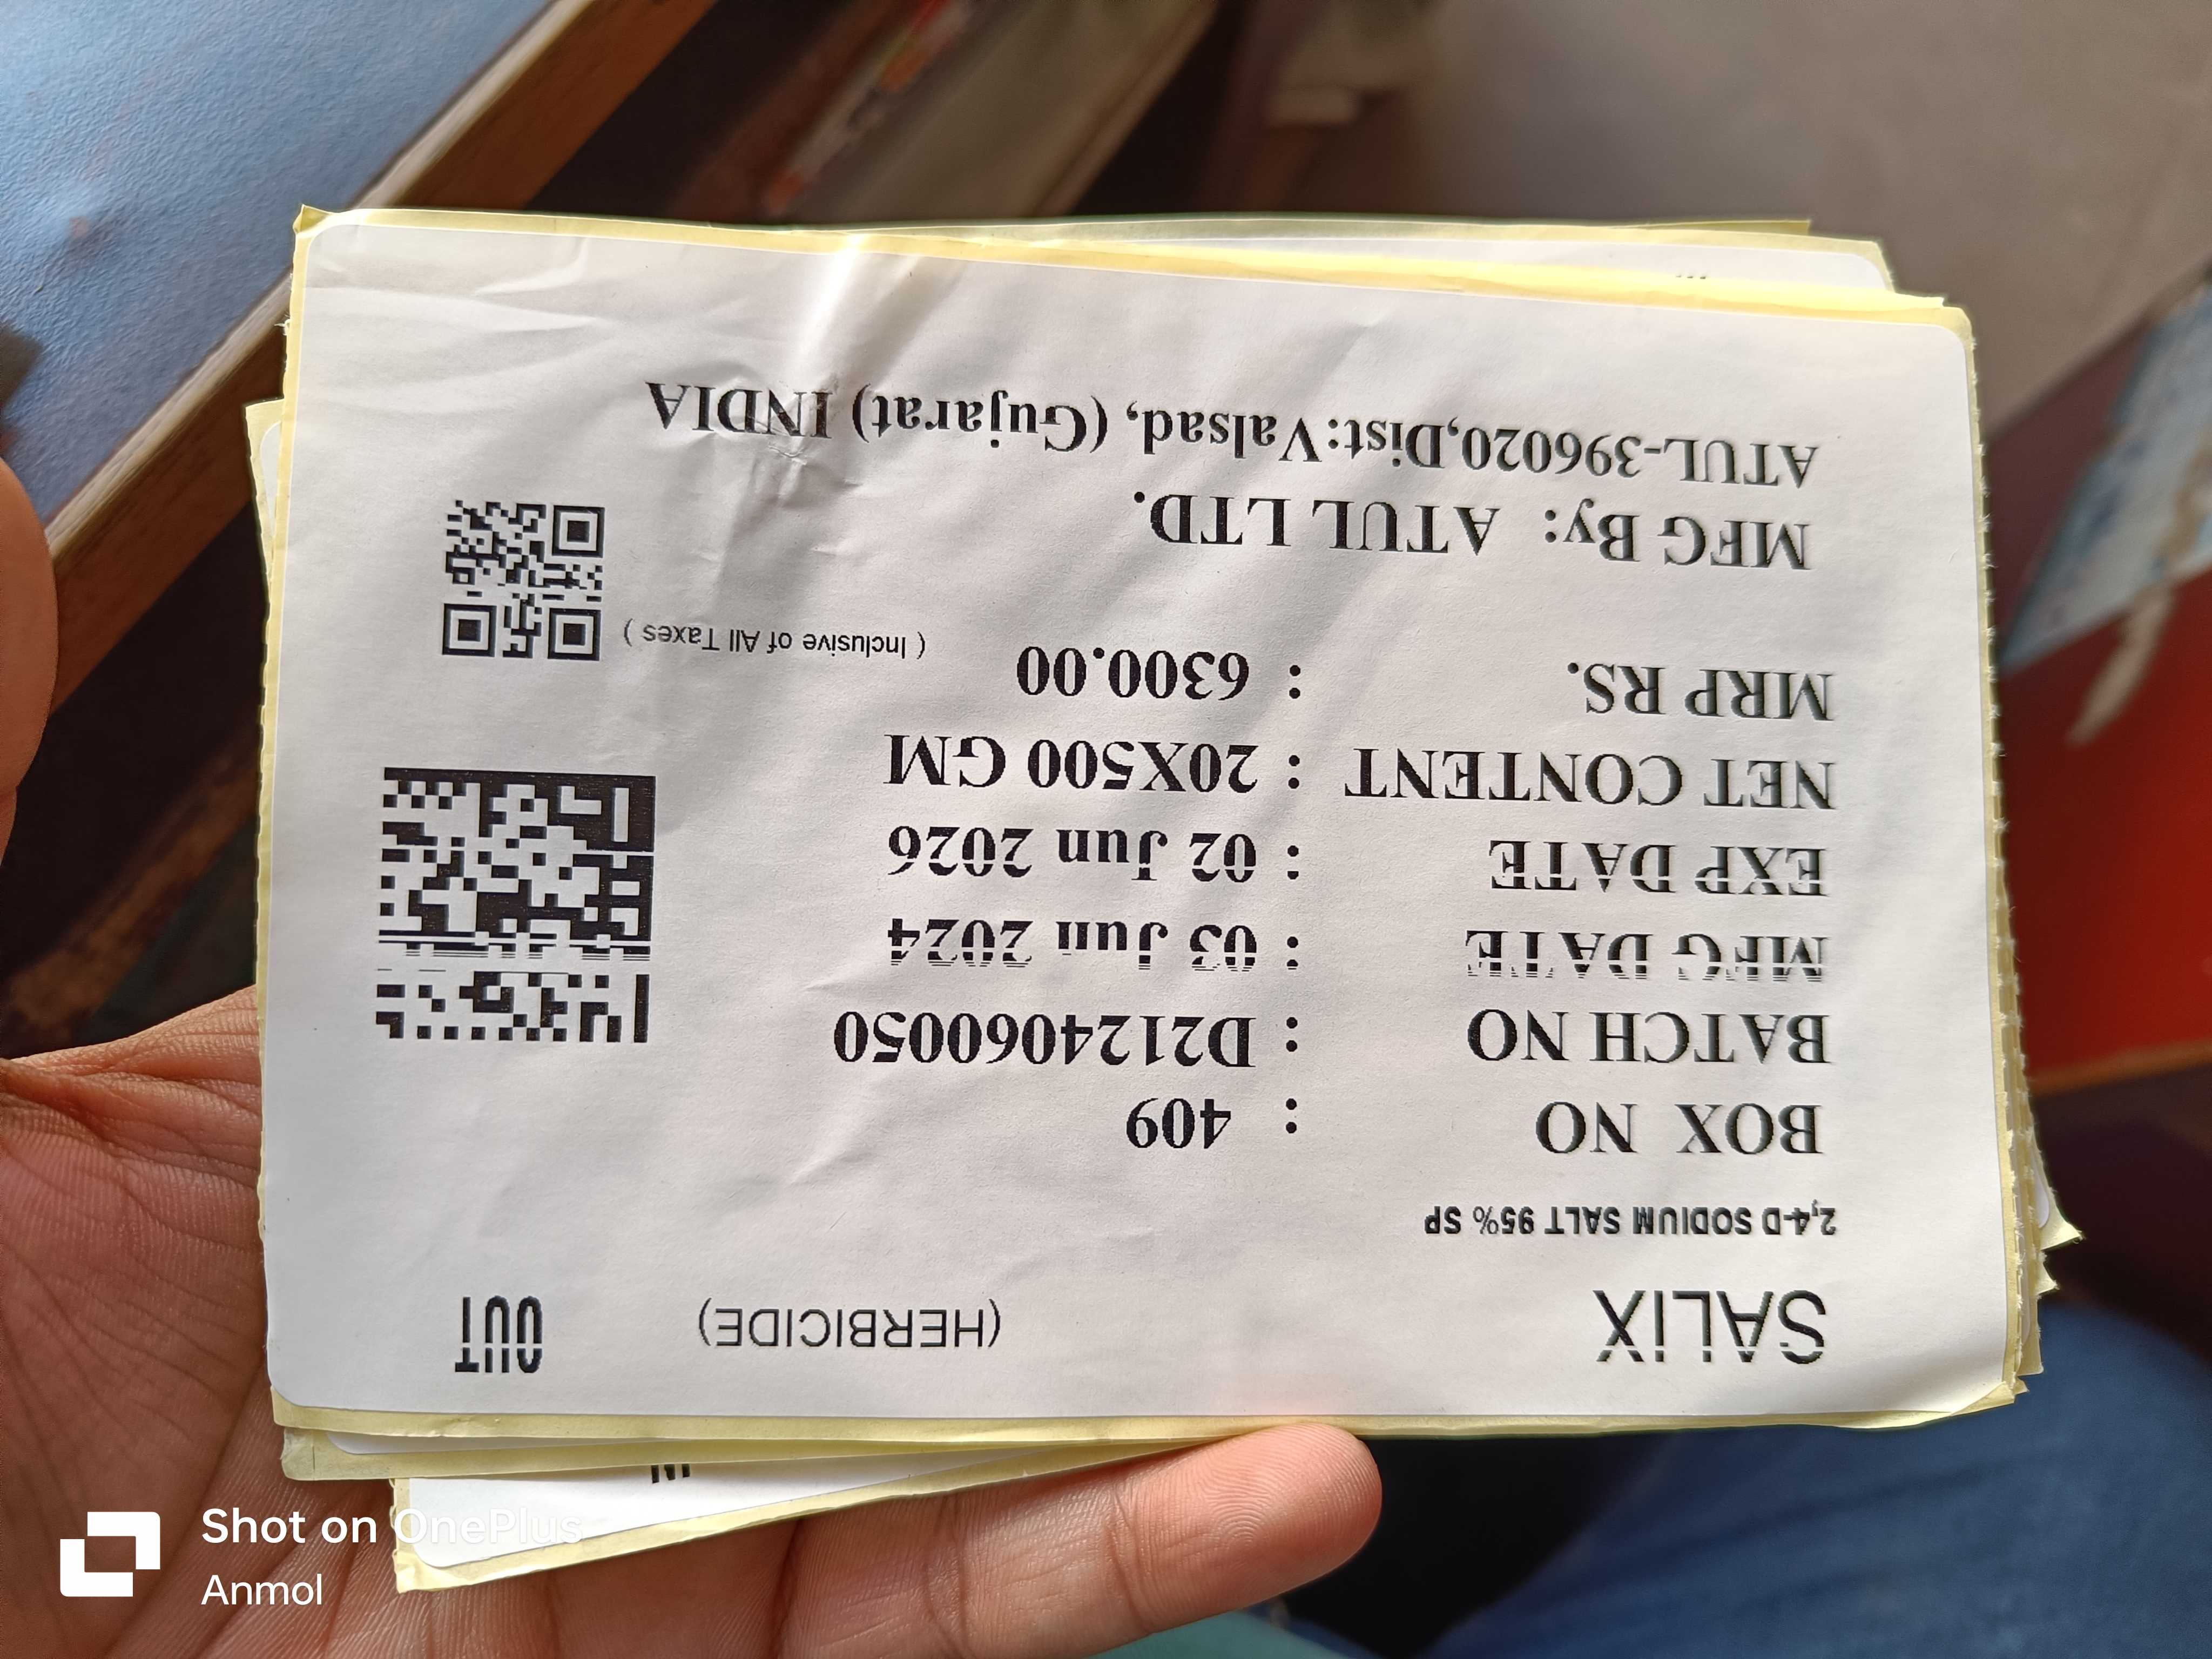 SALIX (HERBICIDE) OUT
2,4-D SODIUM SALT 95% SP
BOX NO : 409
BATCH NO : D2124060050
MFG DATE : 03 Jun 2024
EXP DATE : 02 Jun 2026
NET CONTENT : 20X500 GM
MRP RS. : 6300.00 ( Inclusive of All Taxes )
MFG By: ATUL LTD.
ATUL-396020,Dist:Valsad, (Gujarat) INDIA
Shot on OnePlus
Anmol